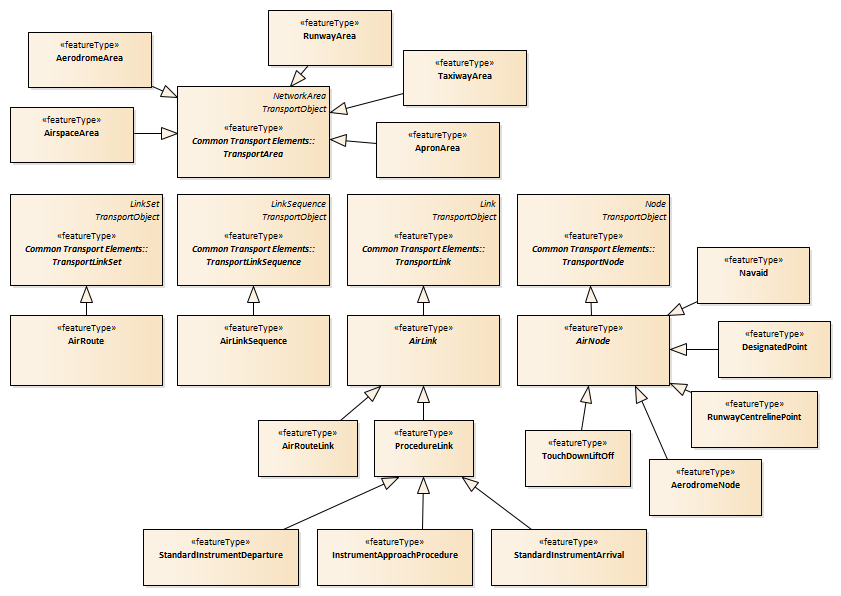 «featureType»
RunwayArea
«featureType»
AerodromeArea
«featureType»
TaxiwayArea
NetworkArea
TransportObject
«featureType»
Common Transport Elements::
TransportArea
«featureType»
AirspaceArea
«featureType»
ApronArea
LinkSet
TransportObject
«featureType»
Common Transport Elements::
TransportLinkSet
LinkSequence
TransportObject
«featureType»
Common Transport Elements::
TransportLinkSequence
Link
TransportObject
«featureType»
Common Transport Elements::
TransportLink
Node
TransportObject
«featureType»
Common Transport Elements::
TransportNode
«featureType»
Navaid
«featureType»
AirRoute
«featureType»
AirLinkSequence
«featureType»
AirLink
«featureType»
AirNode
«featureType»
DesignatedPoint
«featureType»
RunwayCentrelinePoint
«featureType»
AirRouteLink
«featureType»
ProcedureLink
«featureType»
TouchDownLiftOff
«featureType»
AerodromeNode
«featureType»
StandardInstrumentDeparture
«featureType»
InstrumentApproachProcedure
«featureType»
StandardInstrumentArrival